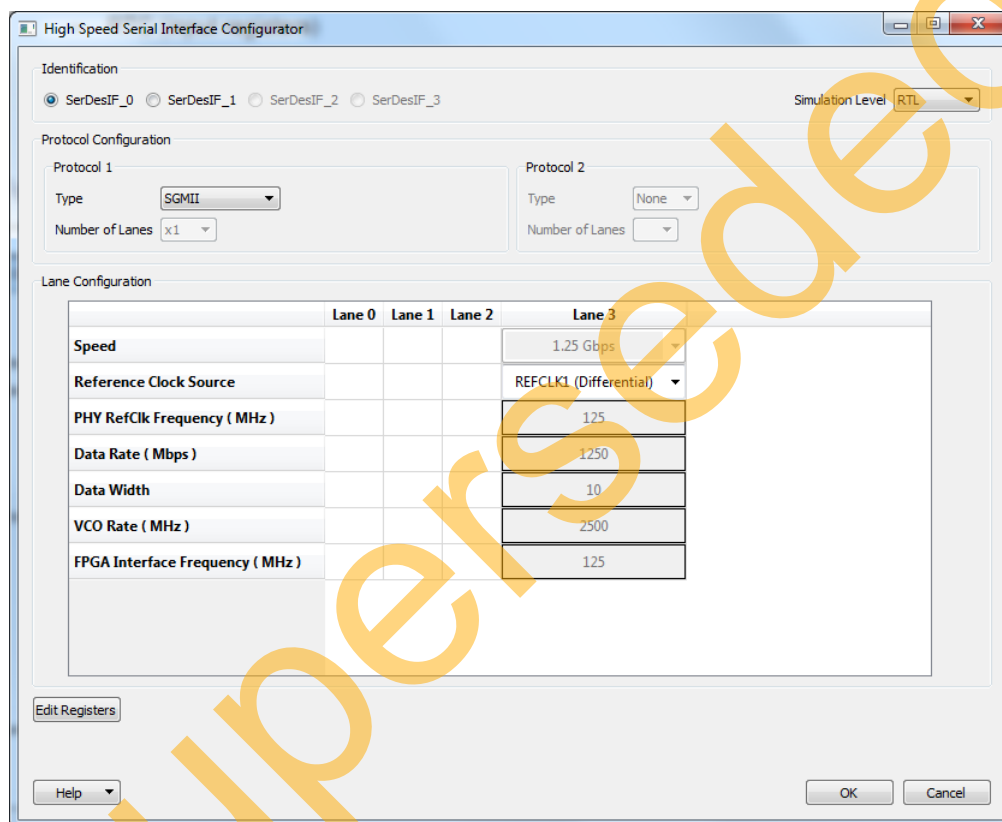 High Speed Serial Interface Configurator
Identification
SerDesIF_0 SerDesIF_1 SerDesIF_2 SerDesIF_3 Simulation Level RTL
Protocol Configuration
Protocol 1 Protocol 2
Type SGMII Type None
Number of Lanes x1 Number of Lanes
Lane Configuration
Lane 0 Lane 1 Lane 2 Lane 3
Speed 1.25 Gbps
Reference Clock Source REFCLK1 (Differential)
PHY RefClk Frequency ( MHz ) 125
Data Rate ( Mbps ) 1250
Data Width 10
VCO Rate ( MHz ) 2500
FPGA Interface Frequency ( MHz ) 125
Edit Registers
Help OK Cancel
uperseded